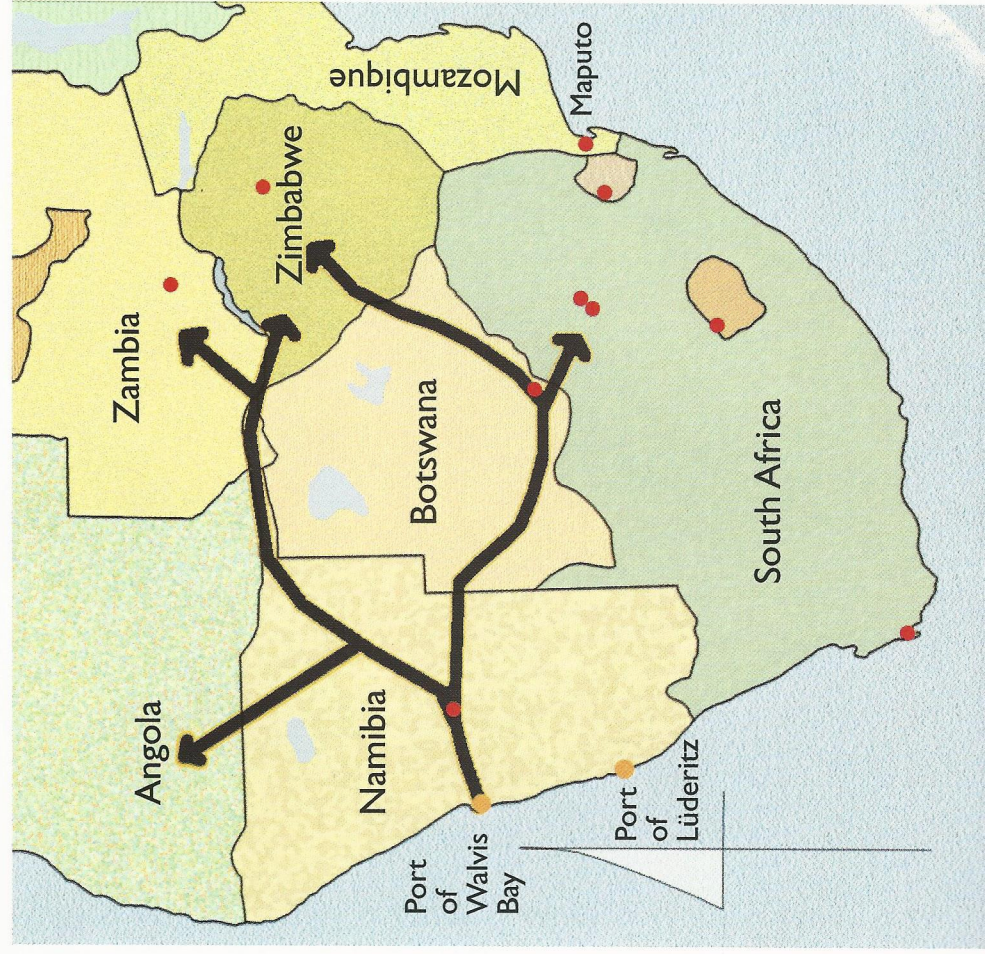 Angola
Zambia
Zimbabwe
Mozambique
Maputo
Namibia
Botswana
South Africa
Port
of
Walvis
Bay
Port
of
Lüderitz